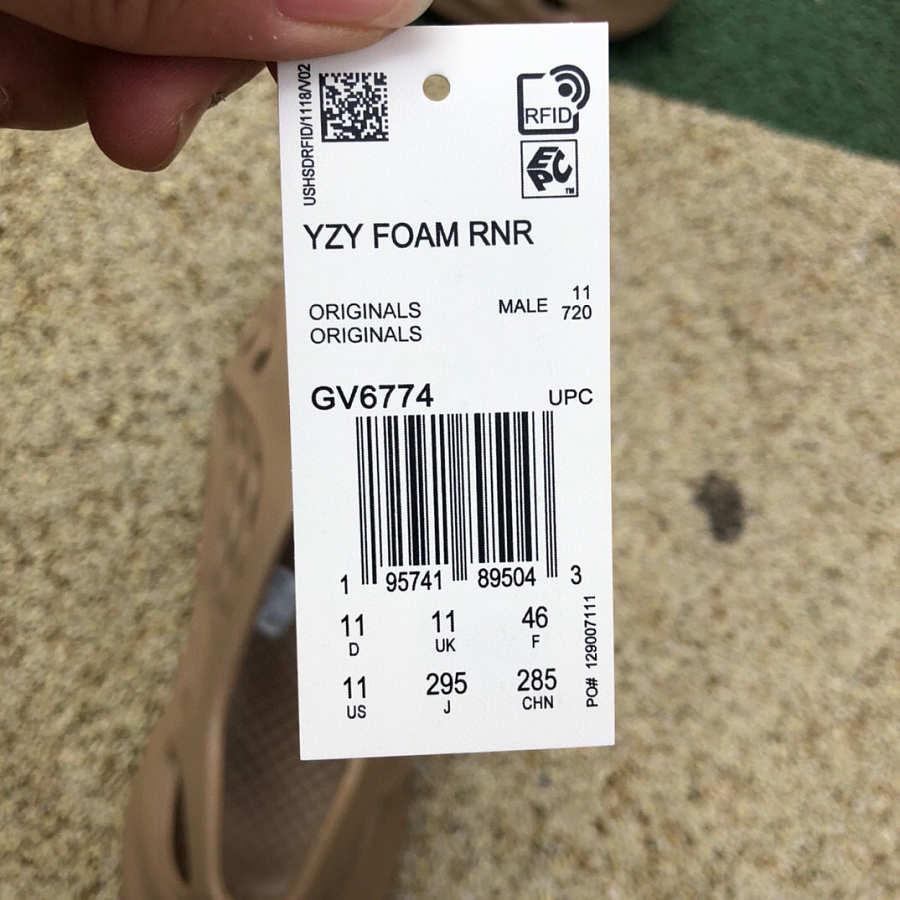 USHSDRFID/1118/V02
RFID
EPC
TM
YZY FOAM RNR
ORIGINALS
ORIGINALS
MALE
11
720
GV6774
UPC
1 95741 89504 3
11 11 46
D UK F
11 295 285
US J CHN
PO# 129007111